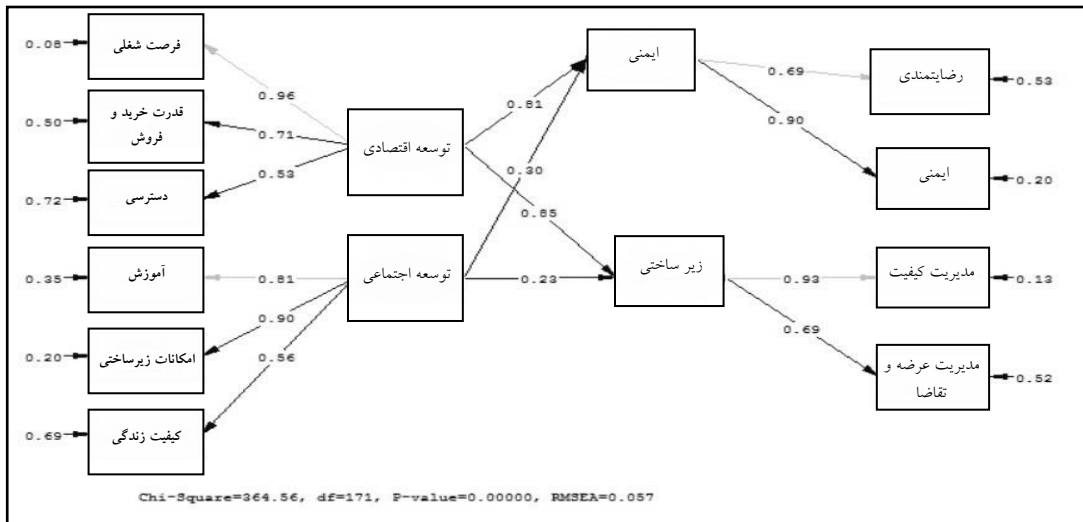 0.08
فرصت شغلی
0.96
0.50
قدرت خرید و
فروش
0.71
0.72
دسترسی
0.53
0.35
آموزش
0.81
0.20
امکانات زیرساختی
0.90
0.69
کیفیت زندگی
0.56
توسعه اقتصادی
توسعه اجتماعی
0.81
0.30
0.85
0.23
ایمنی
زیر ساختی
0.69
رضایتمندی
0.53
0.90
ایمنی
0.20
0.93
مدیریت کیفیت
0.13
0.69
مدیریت عرضه و
تقاضا
0.52
Chi-Square=364.56, df=171, P-value=0.00000, RMSEA=0.057